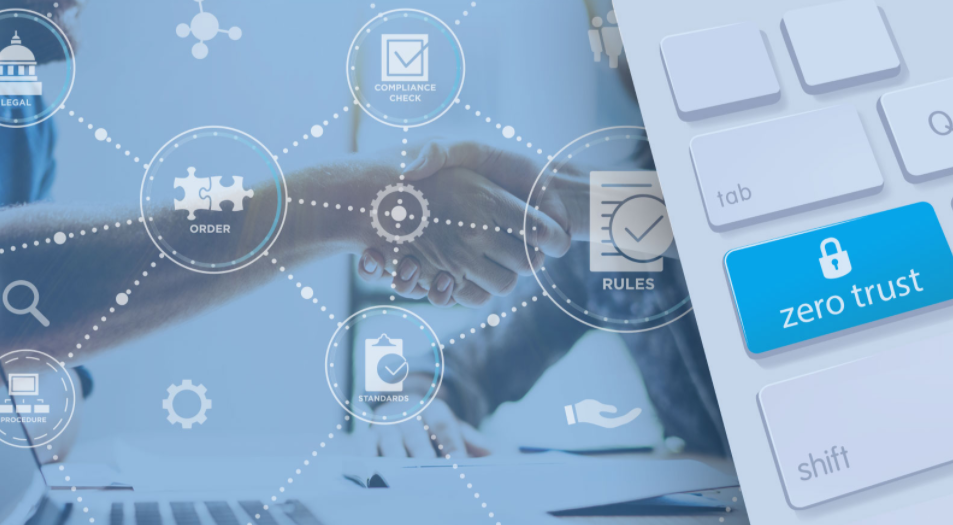 LEGAL
COMPLIANCE
CHECK
ORDER
RULES
STANDARDS
PROCEDURE
Q
tab
zero trust
shift